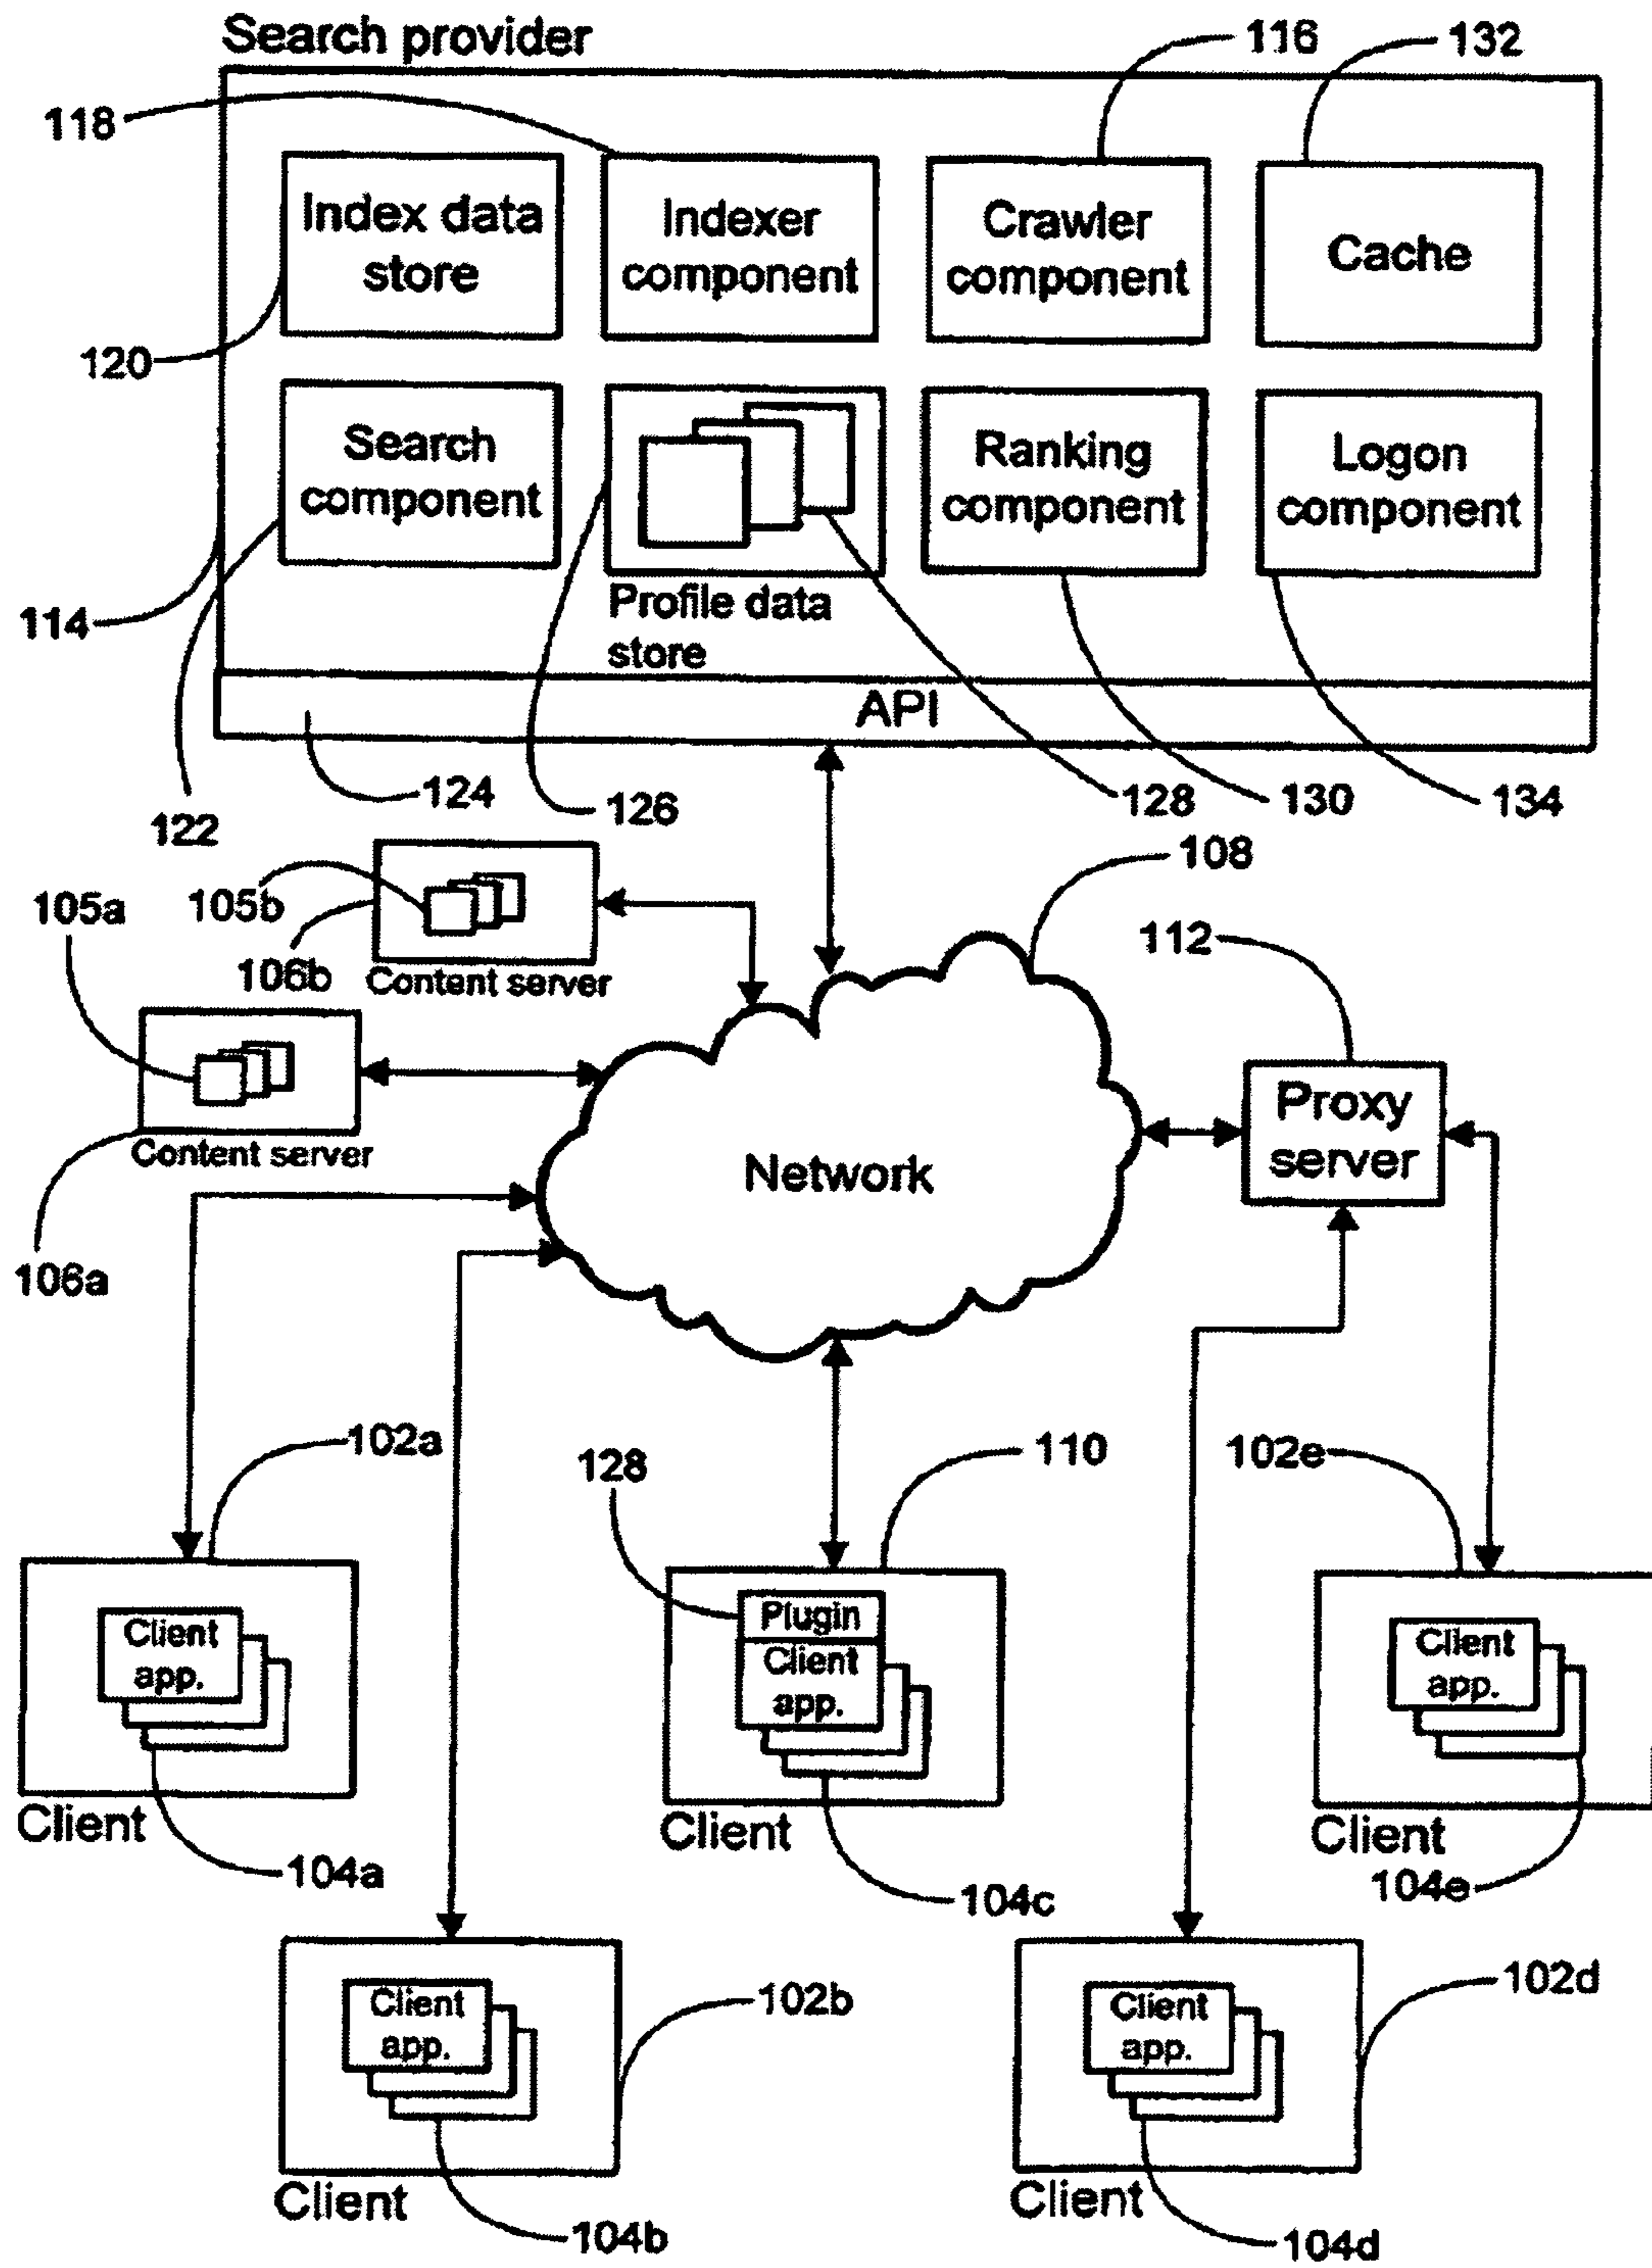 Search provider
116
132
118
Index data
store
Indexer
component
Crawler
component
Cache
120
Search
component
Ranking
component
Logon
component
114
Profile data
store
API
124
122
126
128
130
134
108
105a
105b
112
106b
Content server
Proxy
server
Content server
Network
106a
102a
128
110
102e
Client
app.
Plugin
Client
app.
Client
app.
Client
Client
Client
104a
104c
104e
Client
app.
102b
Client
app.
102d
Client
Client
104b
104d